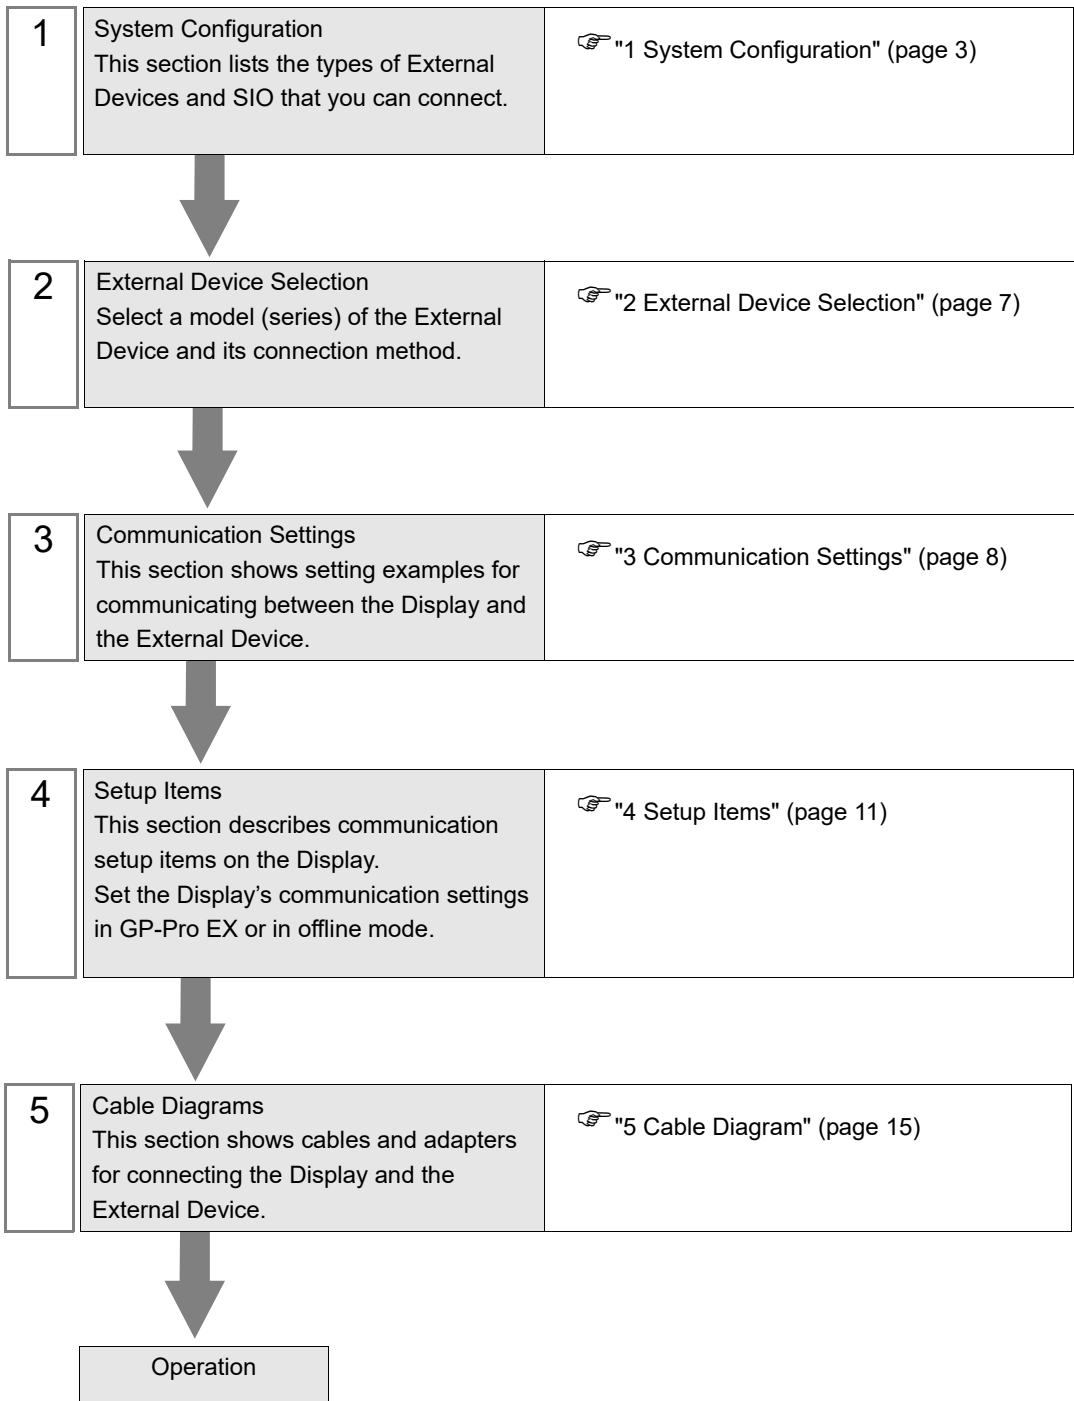 1
System Configuration
This section lists the types of External
Devices and SIO that you can connect.
"1 System Configuration" (page 3)
2
External Device Selection
Select a model (series) of the External
Device and its connection method.
"2 External Device Selection" (page 7)
3
Communication Settings
This section shows setting examples for
communicating between the Display and
the External Device.
"3 Communication Settings" (page 8)
4
Setup Items
This section describes communication
setup items on the Display.
Set the Display’s communication settings
in GP-Pro EX or in offline mode.
"4 Setup Items" (page 11)
5
Cable Diagrams
This section shows cables and adapters
for connecting the Display and the
External Device.
"5 Cable Diagram" (page 15)
Operation